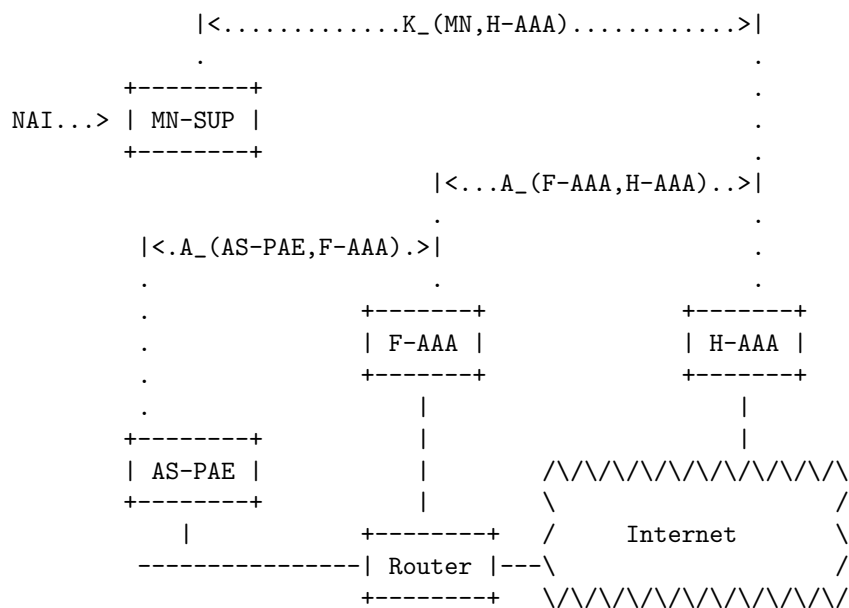 |<.............K_(MN,H-AAA)............>|
.                                       .
+--------+                              .
NAI...> | MN-SUP |                      .
+--------+                              .
|<...A_(F-AAA,H-AAA)..>|
.                      .
|<.A_(AS-PAE,F-AAA).>| .
.                    . .
. +-------+ +-------+
. | F-AAA | | H-AAA |
. +-------+ +-------+
. | |
+--------+ | |
| AS-PAE | | /\/\/\/\/\/\/\/\/\/\/\
+--------+ | \ /
| +--------+ / Internet \
----------------| Router |---\ /
+--------+ \/\/\/\/\/\/\/\/\/\/\/